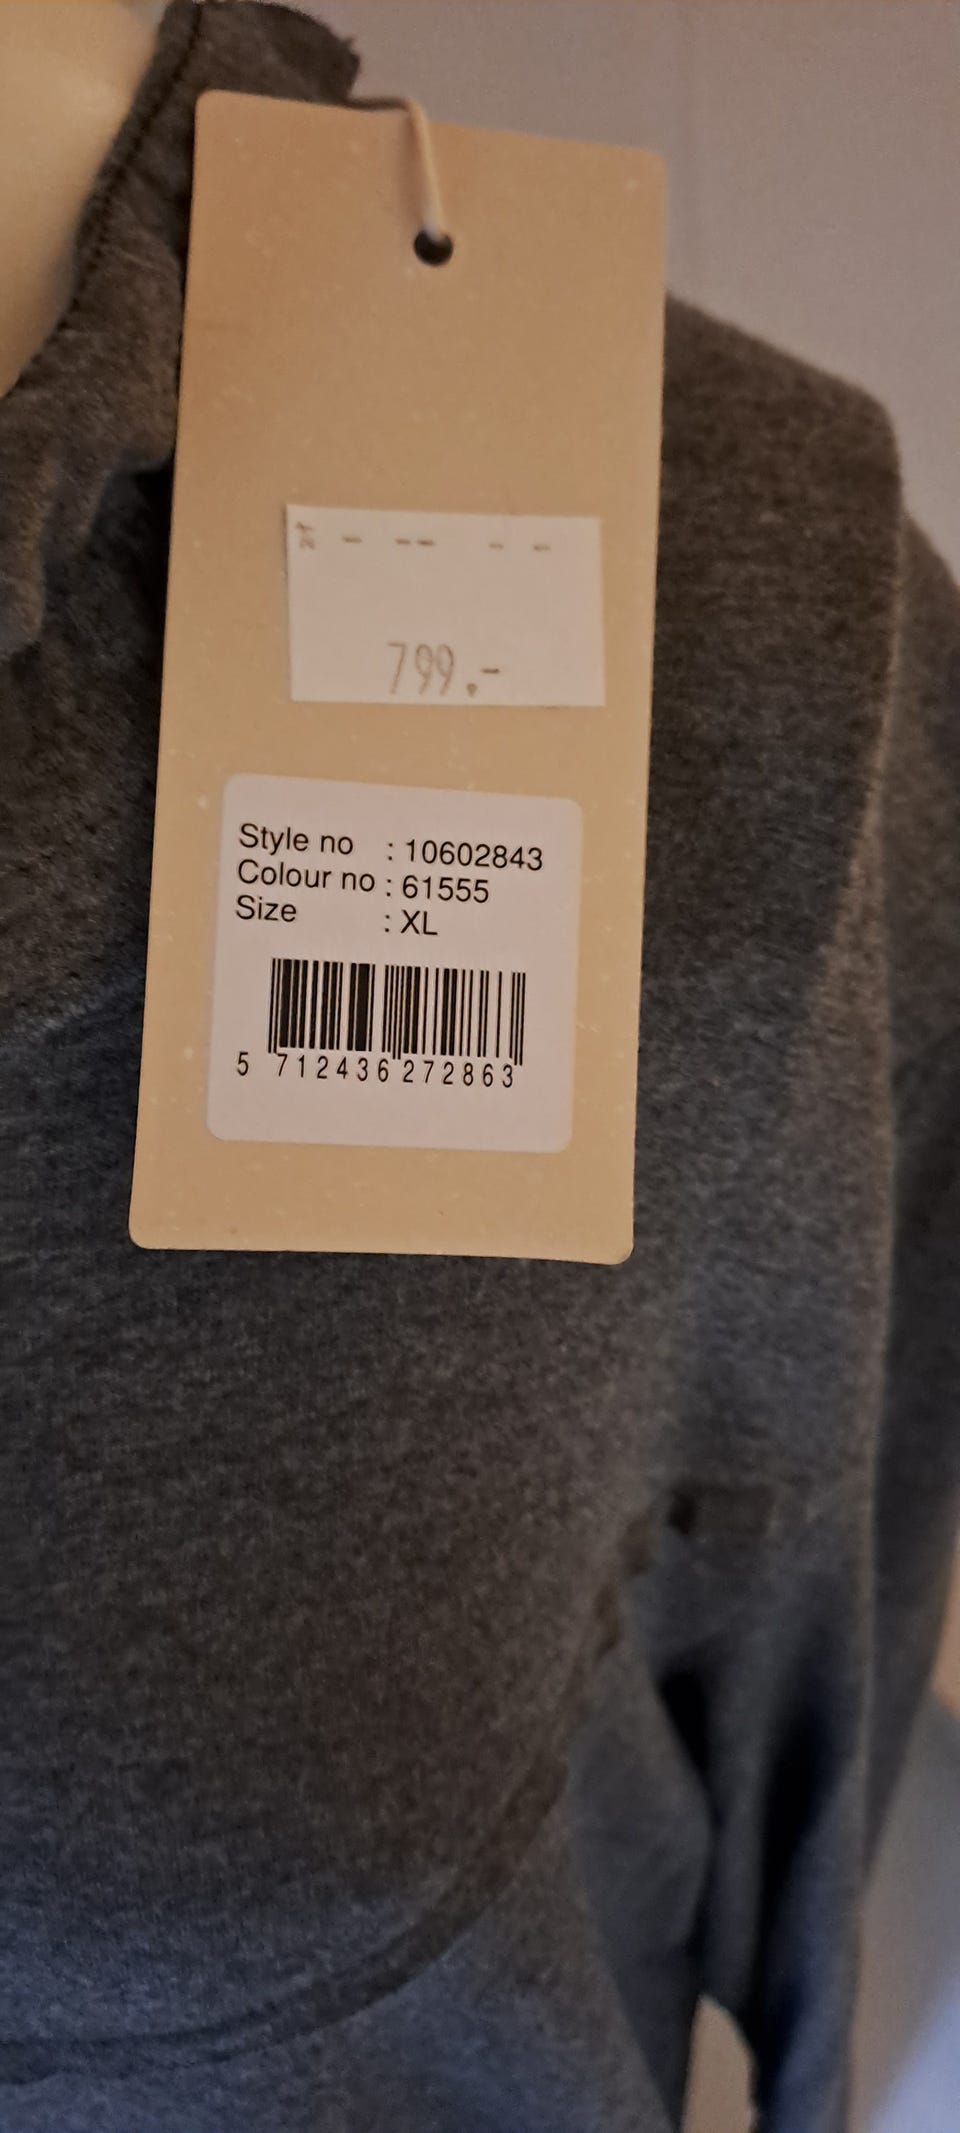 799.-
Style no : 10602843
Colour no : 61555
Size : XL
5 712436 272863